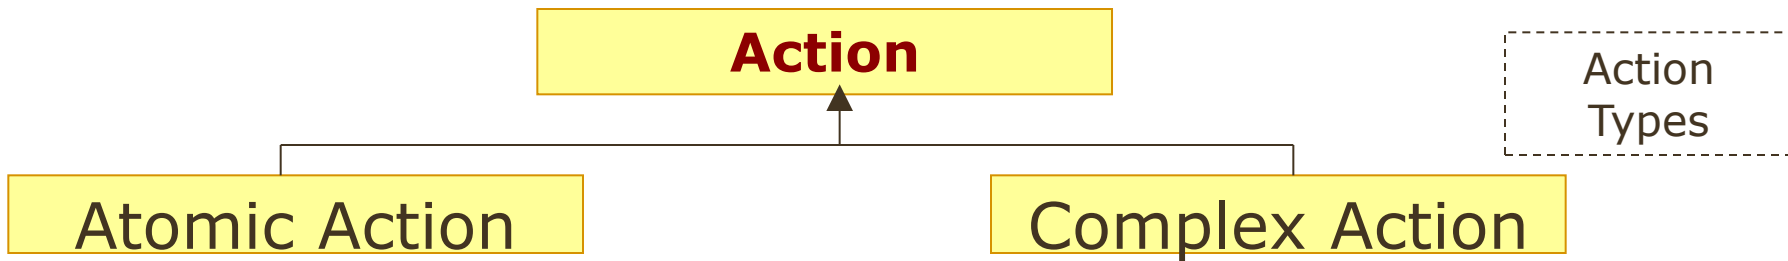 Action
Action
Types
Atomic Action
Complex Action